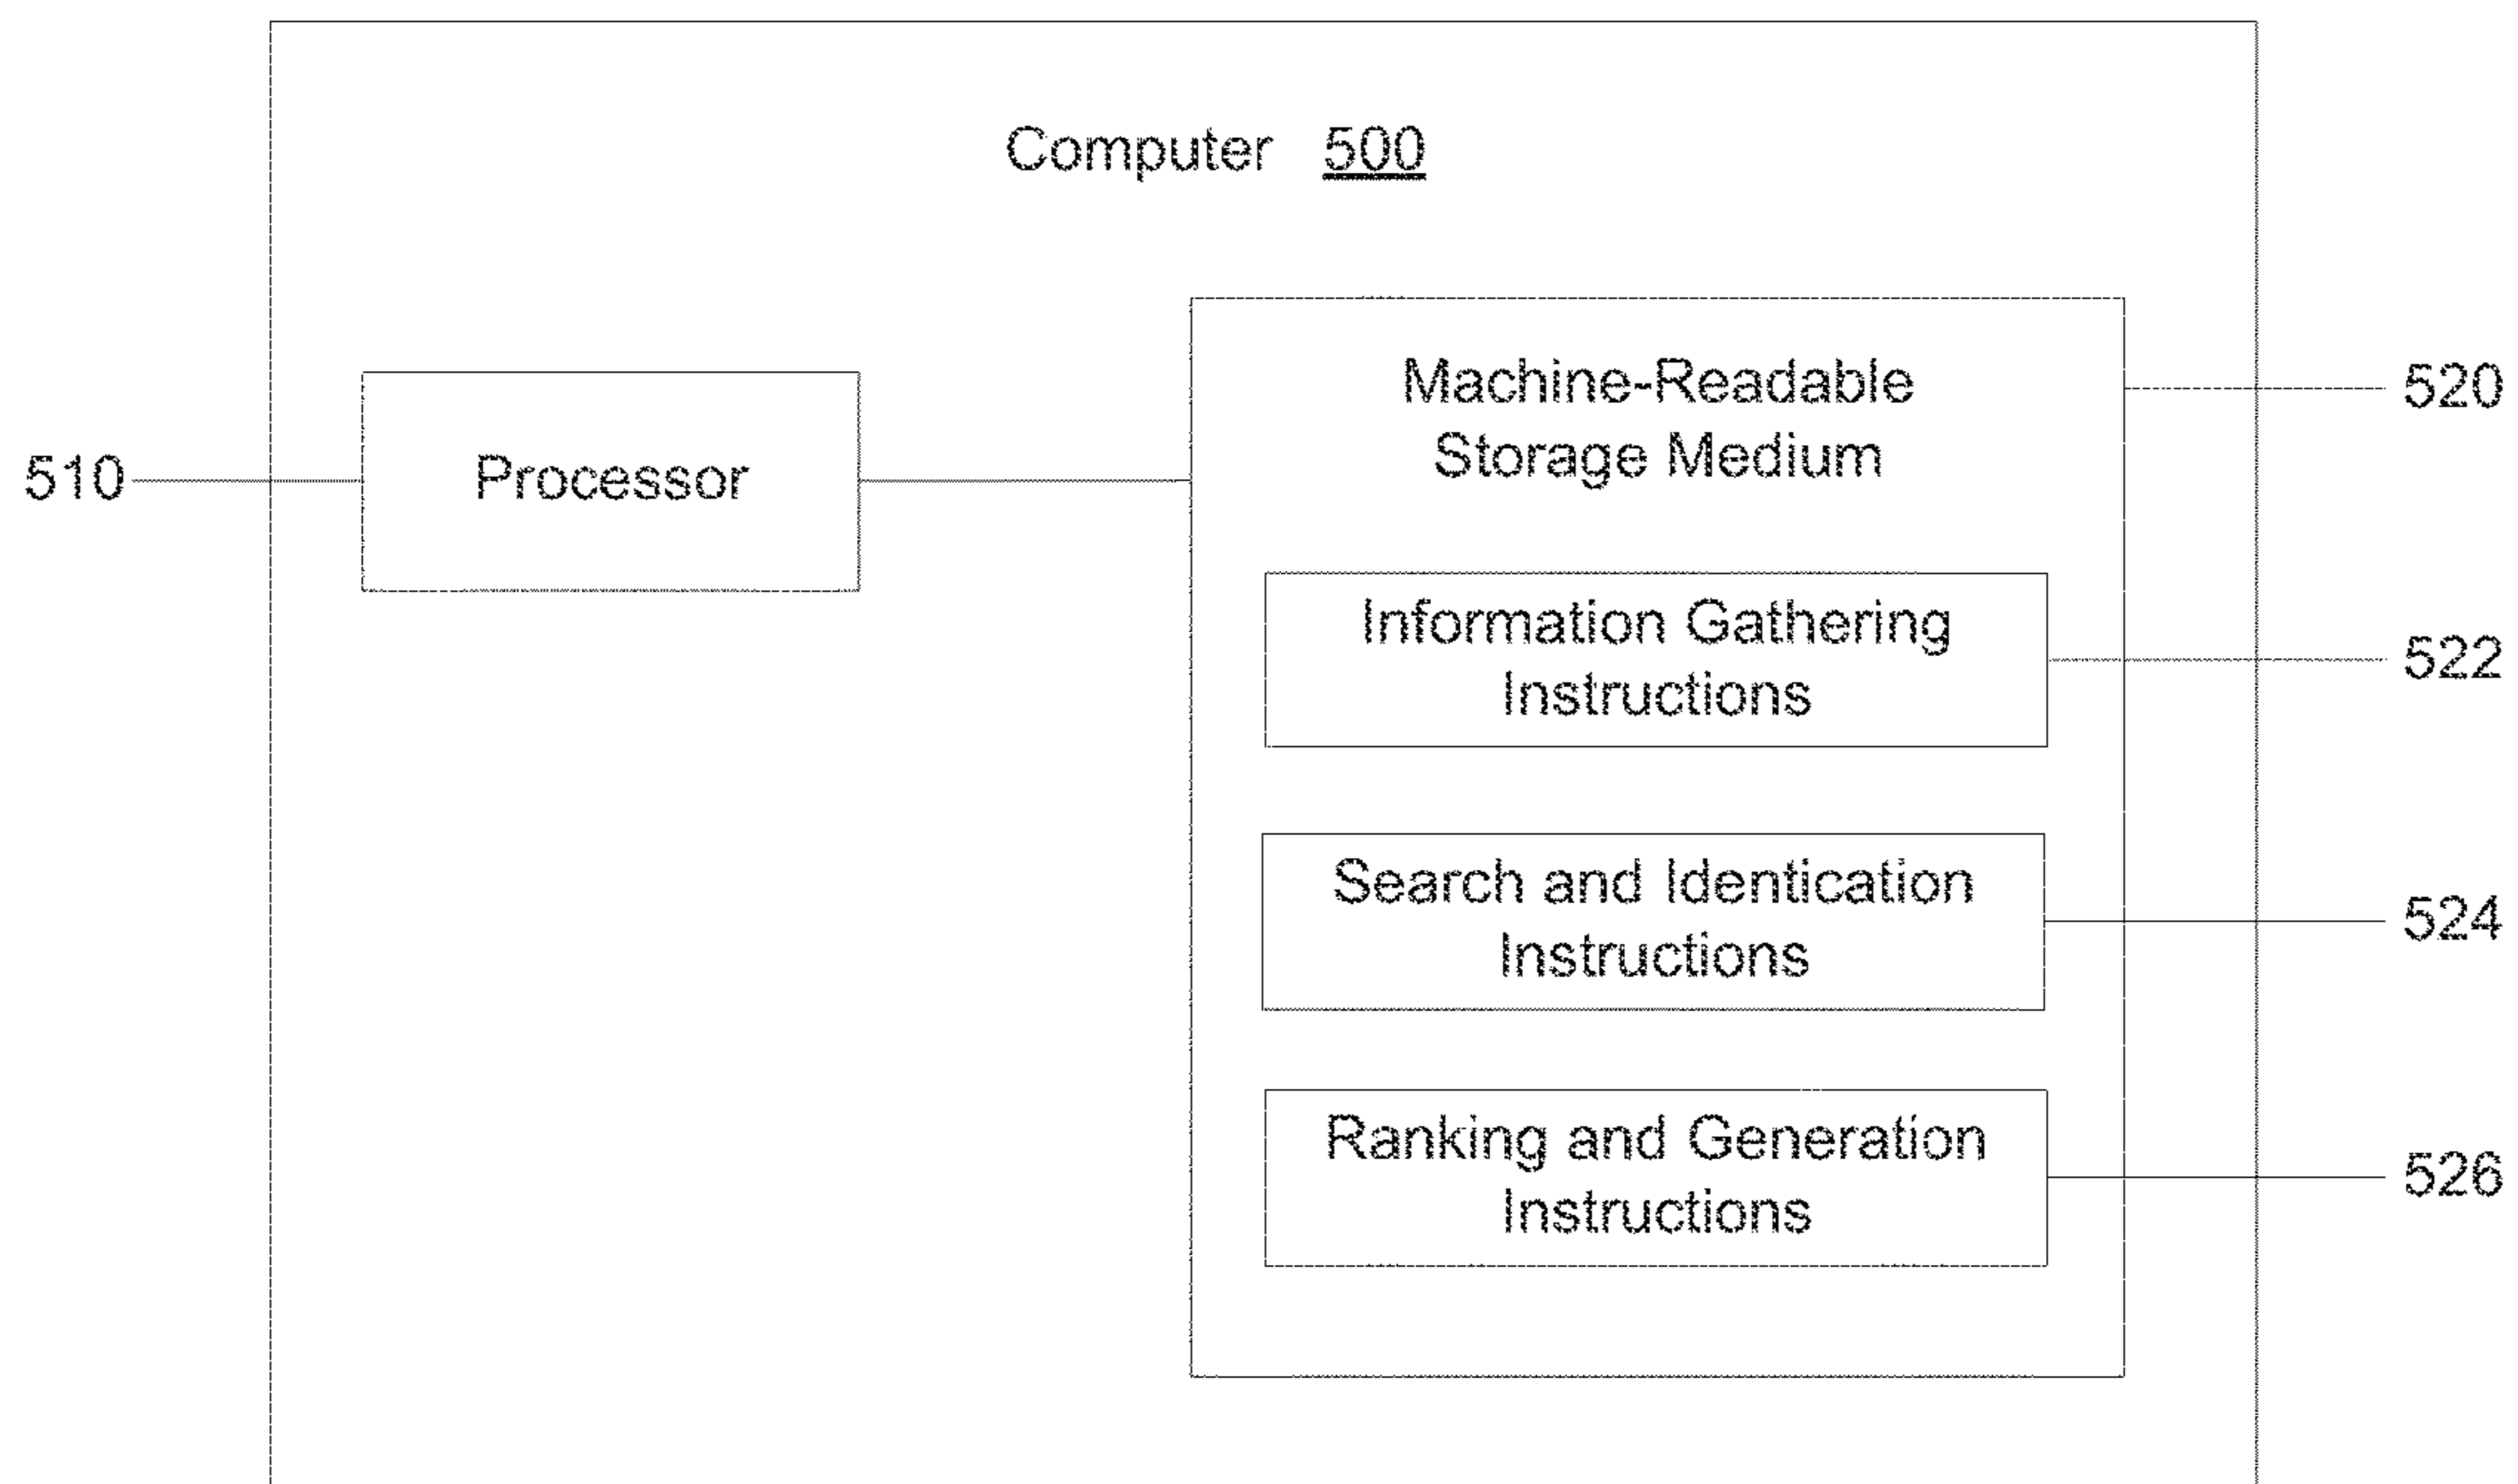 Computer 500
Machine-Readable
Storage Medium
520
510
Processor
Information Gathering
Instructions
522
Search and Identication
Instructions
524
Ranking and Generation
Instructions
526